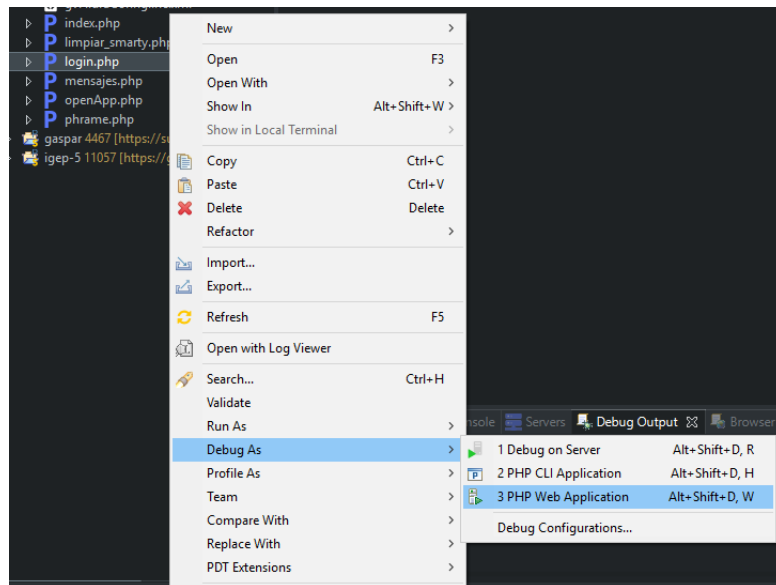 index.php
limpiar_smarty.php
login.php
mensajes.php
openApp.php
phrame.php
gaspar 4467 [https://su
igep-5 11057 [https://g
New
Open F3
Open With
Show In Alt+Shift+W
Show in Local Terminal
Copy Ctrl+C
Paste Ctrl+V
Delete Delete
Refactor
Import...
Export...
Refresh F5
Open with Log Viewer
Search... Ctrl+H
Validate
Run As
Debug As
Profile As
Team
Compare With
Replace With
PDT Extensions
nsole Servers Debug Output Browser
1 Debug on Server Alt+Shift+D, R
2 PHP CLI Application Alt+Shift+D, H
3 PHP Web Application Alt+Shift+D, W
Debug Configurations...